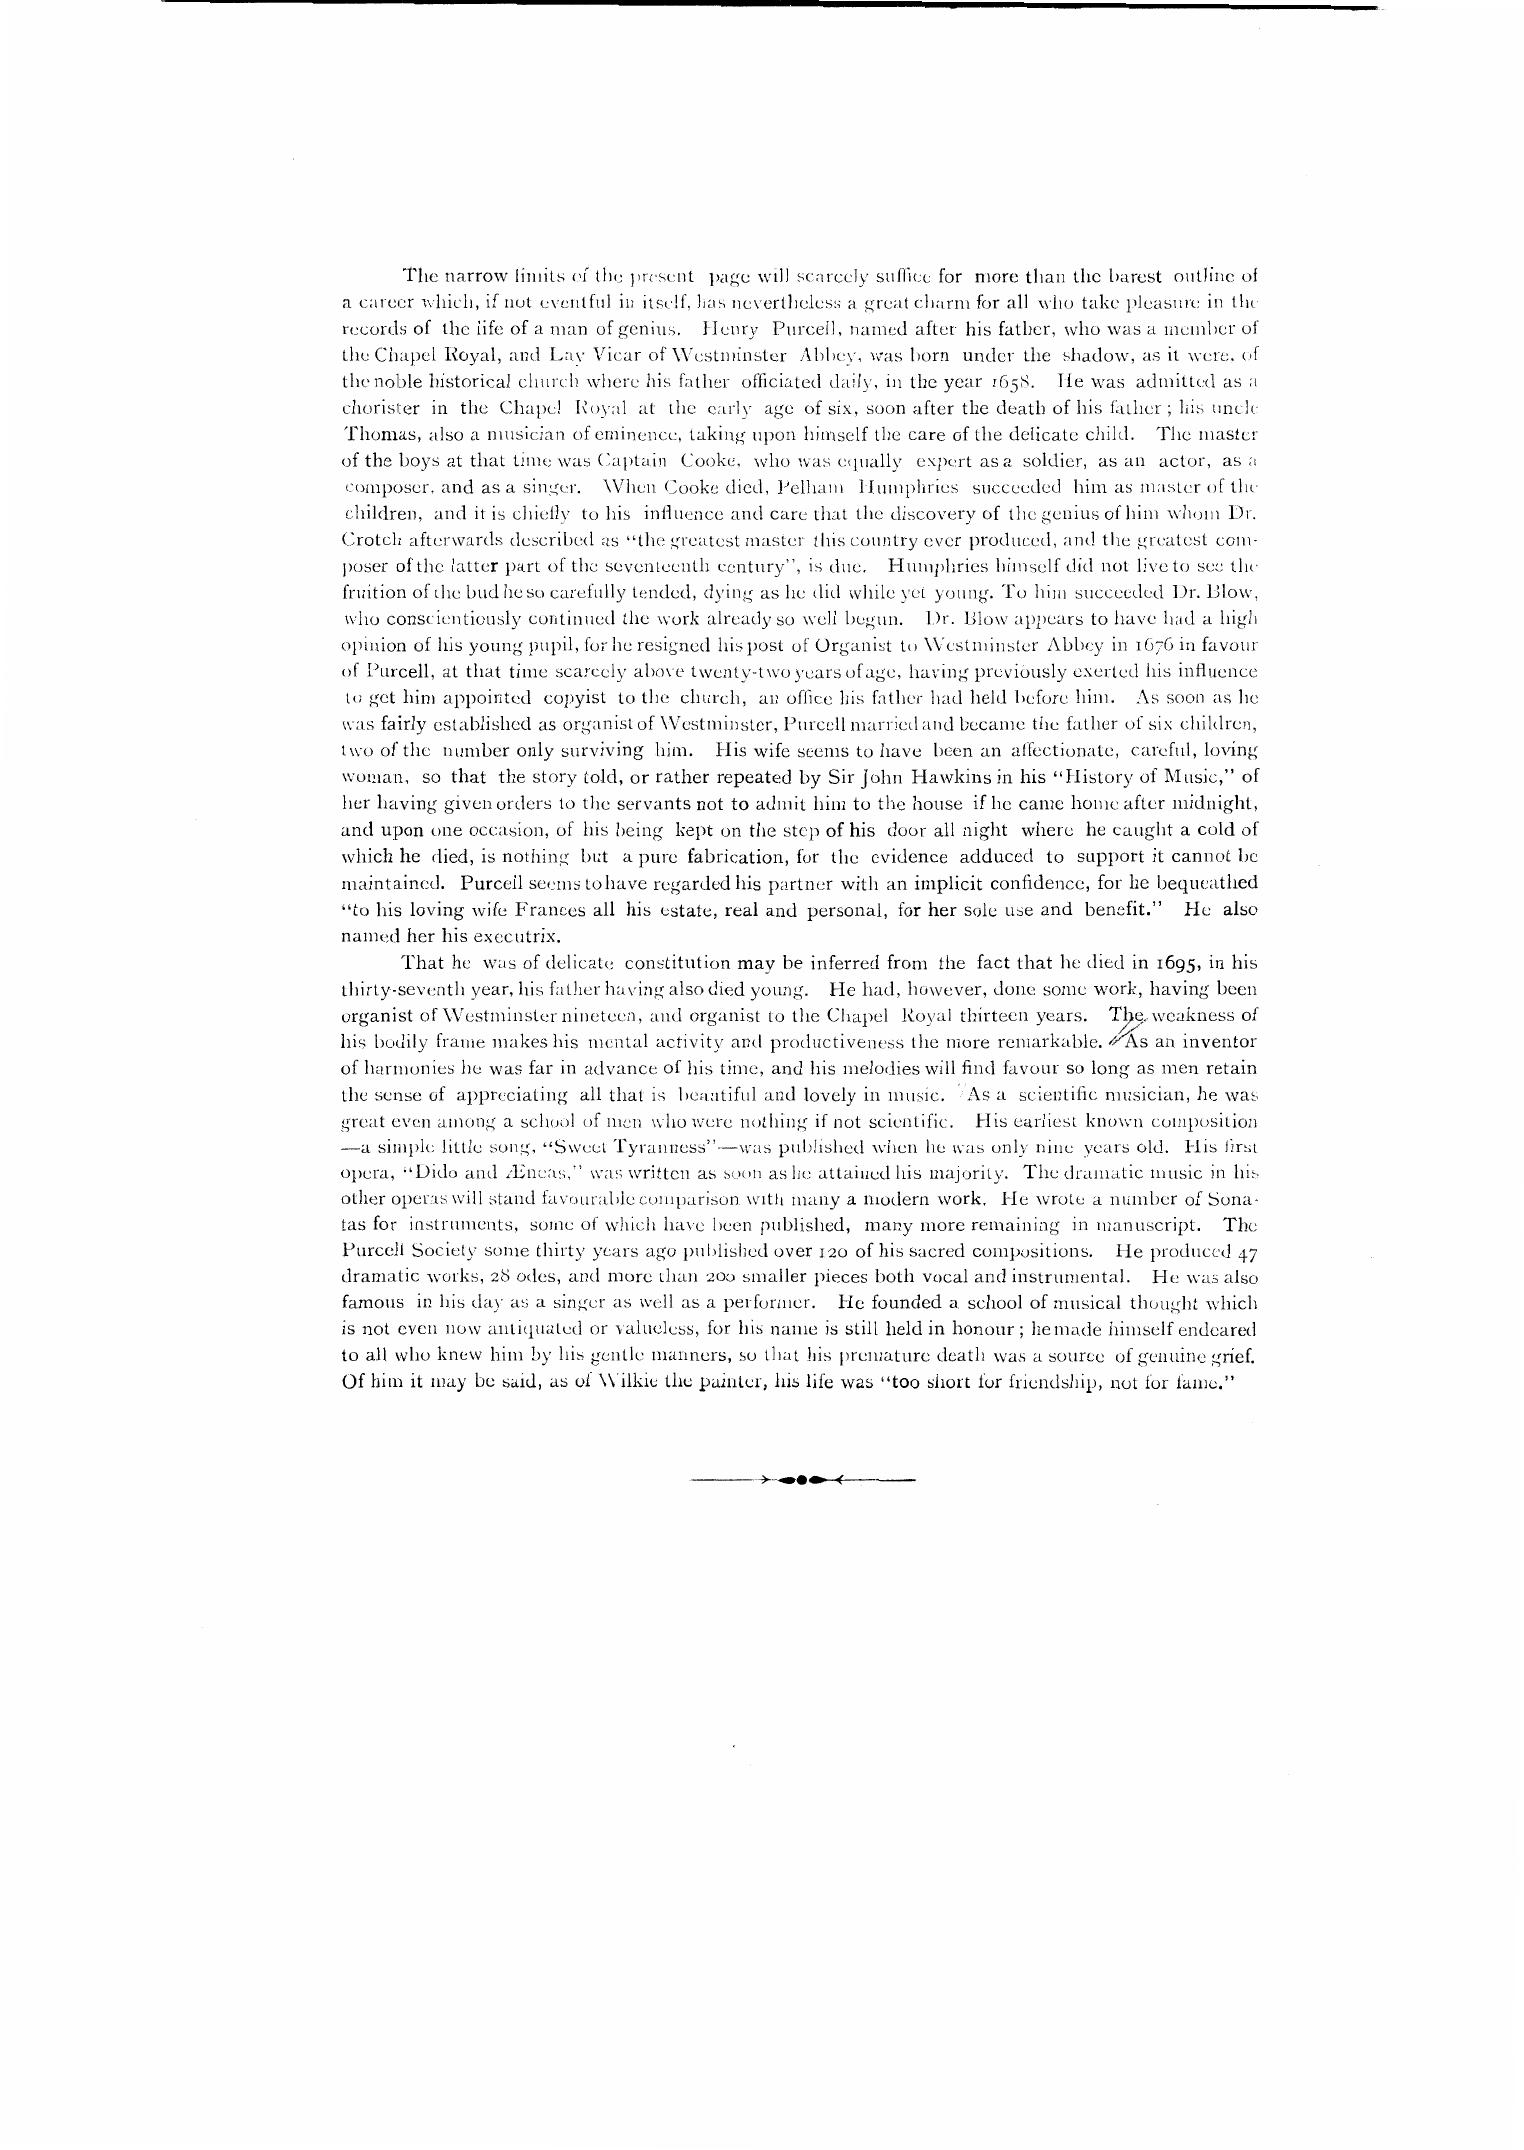 The narrow limits of the present page will scarcely suffice for more than the barest outline of
a career which, if not eventful in itself, has nevertheless a great charm for all who take pleasure in the
records of the life of a man of genius. Henry Purcell, named after his father, who was a member of
the Chapel Royal, and Lay Vicar of Westminster Abbey, was born under the shadow, as it were, of
the noble historical church where his father officiated daily, in the year 1658. He was admitted as a
chorister in the Chapel Royal at the early age of six, soon after the death of his father; his uncle
Thomas, also a musician of eminence, taking upon himself the care of the delicate child. The master
of the boys at that time was Captain Cooke, who was equally expert as a soldier, as an actor, as a
composer, and as a singer. When Cooke died, Pelham Humphries succeeded him as master of the
children, and it is chiefly to his influence and care that the discovery of the genius of him whom Dr.
Crotch afterwards described as “the greatest master this country ever produced, and the greatest com-
poser of the latter part of the seventeenth century”, is due. Humphries himself did not live to see the
fruition of the bud he so carefully tended, dying as he did while yet young. To him succeeded Dr. Blow,
who conscientiously continued the work already so well begun. Dr. Blow appears to have had a high
opinion of his young pupil, for he resigned his post of Organist to Westminster Abbey in 1676 in favour
of Purcell, at that time scarcely above twenty-two years of age, having previously exerted his influence
to get him appointed copyist to the church, an office his father had held before him. As soon as he
was fairly established as organist of Westminster, Purcell married and became the father of six children,
two of the number only surviving him. His wife seems to have been an affectionate, careful, loving
woman, so that the story told, or rather repeated by Sir John Hawkins in his “History of Music,” of
her having given orders to the servants not to admit him to the house if he came home after midnight,
and upon one occasion, of his being kept on the step of his door all night where he caught a cold of
which he died, is nothing but a pure fabrication, for the evidence adduced to support it cannot be
maintained. Purcell seems to have regarded his partner with an implicit confidence, for he bequeathed
“to his loving wife Frances all his estate, real and personal, for her sole use and benefit.” He also
named her his executrix.
That he was of delicate constitution may be inferred from the fact that he died in 1695, in his
thirty-seventh year, his father having also died young. He had, however, done some work, having been
organist of Westminster nineteen, and organist to the Chapel Royal thirteen years. The weakness of
his bodily frame makes his mental activity and productiveness the more remarkable. As an inventor
of harmonies he was far in advance of his time, and his melodies will find favour so long as men retain
the sense of appreciating all that is beautiful and lovely in music. As a scientific musician, he was
great even among a school of men who were nothing if not scientific. His earliest known composition
—a simple little song, “Sweet Tyranness”—was published when he was only nine years old. His first
opera, “Dido and Æneas,” was written as soon as he attained his majority. The dramatic music in his
other operas will stand favourable comparison with many a modern work. He wrote a number of Sona-
tas for instruments, some of which have been published, many more remaining in manuscript. The
Purcell Society some thirty years ago published over 120 of his sacred compositions. He produced 47
dramatic works, 28 odes, and more than 200 smaller pieces both vocal and instrumental. He was also
famous in his day as a singer as well as a performer. He founded a school of musical thought which
is not even now antiquated or valueless, for his name is still held in honour; he made himself endeared
to all who knew him by his gentle manners, so that his premature death was a source of genuine grief.
Of him it may be said, as of Wilkie the painter, his life was “too short for friendship, not for fame.”